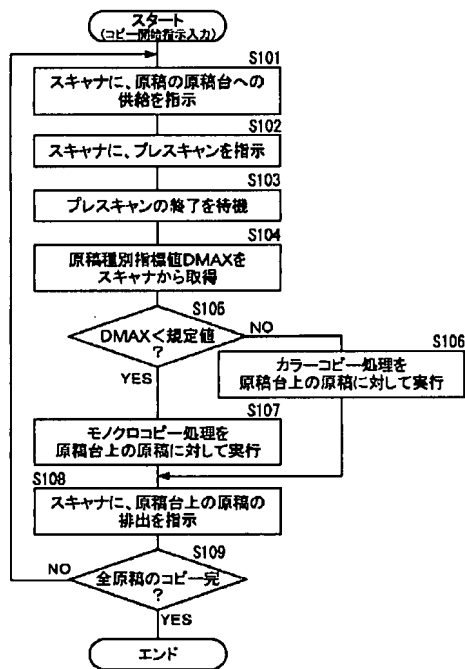 スタート
(コピー開始指示入力)
S101
スキャナに、原稿の原稿台への
供給を指示
S102
スキャナに、プレスキャンを指示
S103
プレスキャンの終了を待機
S104
原稿種別指標値DMAXを
スキャナから取得
S105
DMAX<規定値
?
NO
YES
S106
カラーコピー処理を
原稿台上の原稿に対して実行
S107
モノクロコピー処理を
原稿台上の原稿に対して実行
S108
スキャナに、原稿台上の原稿の
排出を指示
S109
NO
全原稿のコピー完
?
YES
エンド